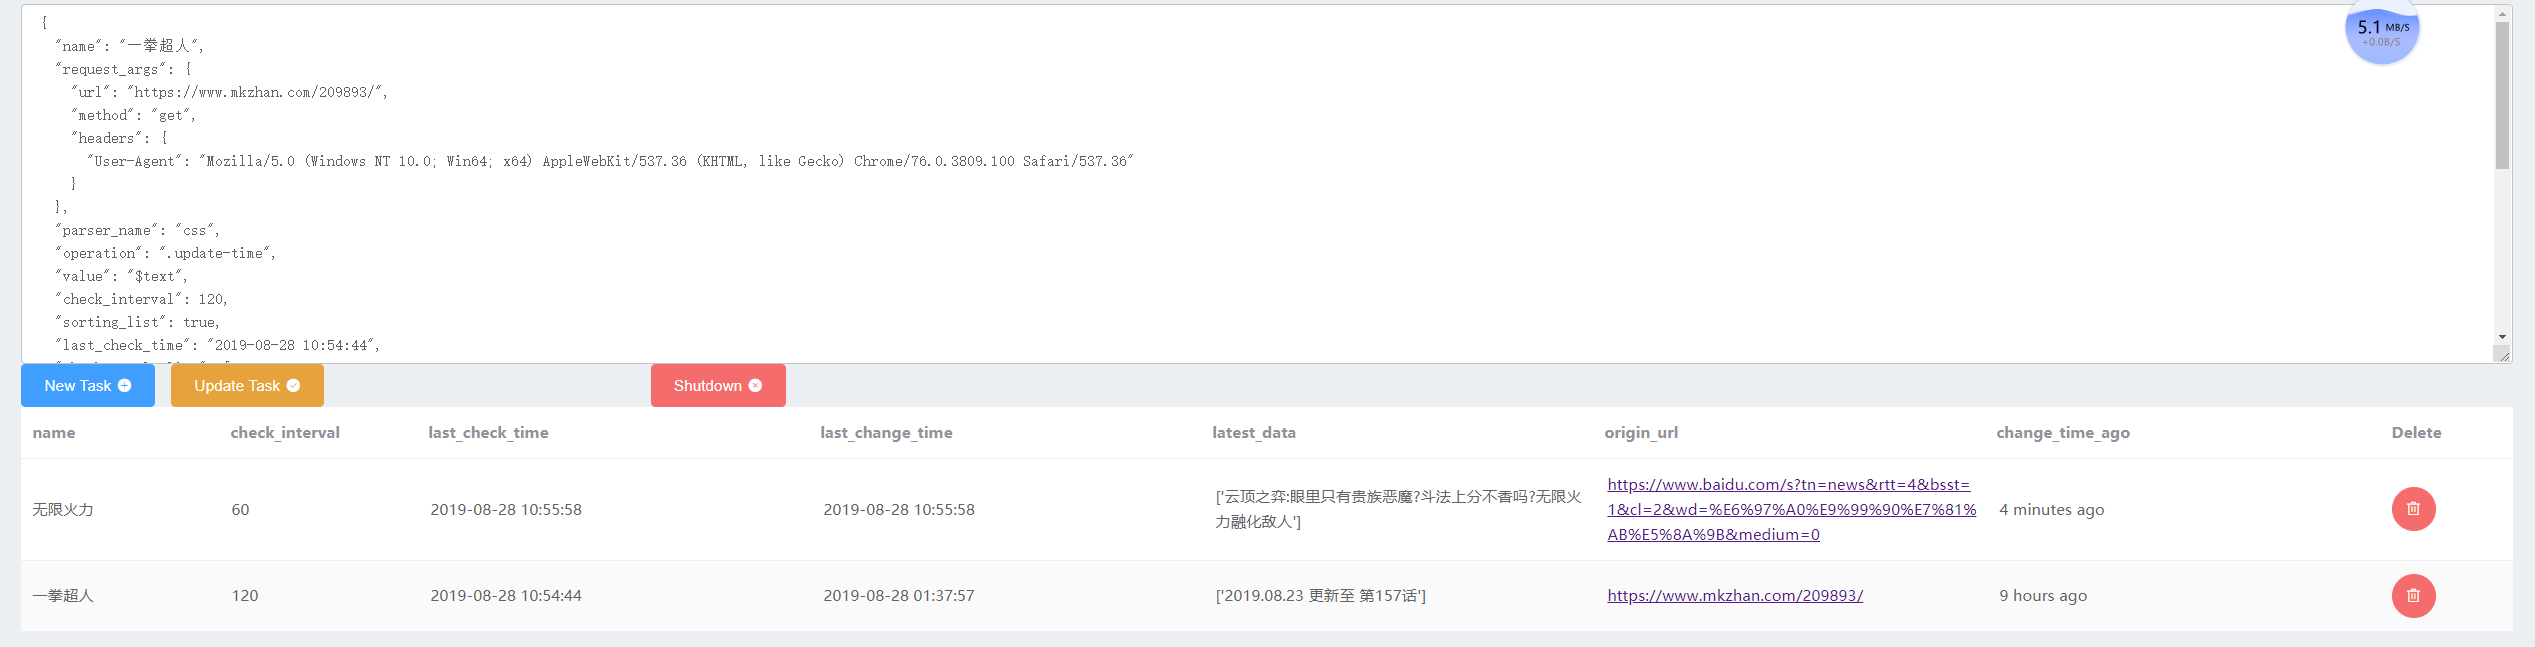 {
"name": "一拳超人",
"request_args": {
"url": "https://www.mkzhan.com/209893/",
"method": "get",
"headers": {
"User-Agent": "Mozilla/5.0 (Windows NT 10.0; Win64; x64) AppleWebKit/537.36 (KHTML, like Gecko) Chrome/76.0.3809.100 Safari/537.36"
}
},
"parser_name": "css",
"operation": ".update-time",
"value": "$text",
"check_interval": 120,
"sorting_list": true,
"last_check_time": "2019-08-28 10:54:44",
5.1 MB/S
+0.0B/S
New Task
Update Task
Shutdown
name check_interval last_check_time last_change_time latest_data origin_url change_time_ago Delete
无限火力 60 2019-08-28 10:55:58 2019-08-28 10:55:58
['云顶之弈:眼里只有贵族恶魔?斗法上分不香吗?无限火
力融化敌人']
https://www.baidu.com/s?tn=news&rtt=4&bsst=
1&cl=2&wd=%E6%97%A0%E9%99%90%E7%81%
AB%E5%8A%9B&medium=0
4 minutes ago
一拳超人 120 2019-08-28 10:54:44 2019-08-28 01:37:57 ['2019.08.23 更新至 第157话'] https://www.mkzhan.com/209893/ 9 hours ago